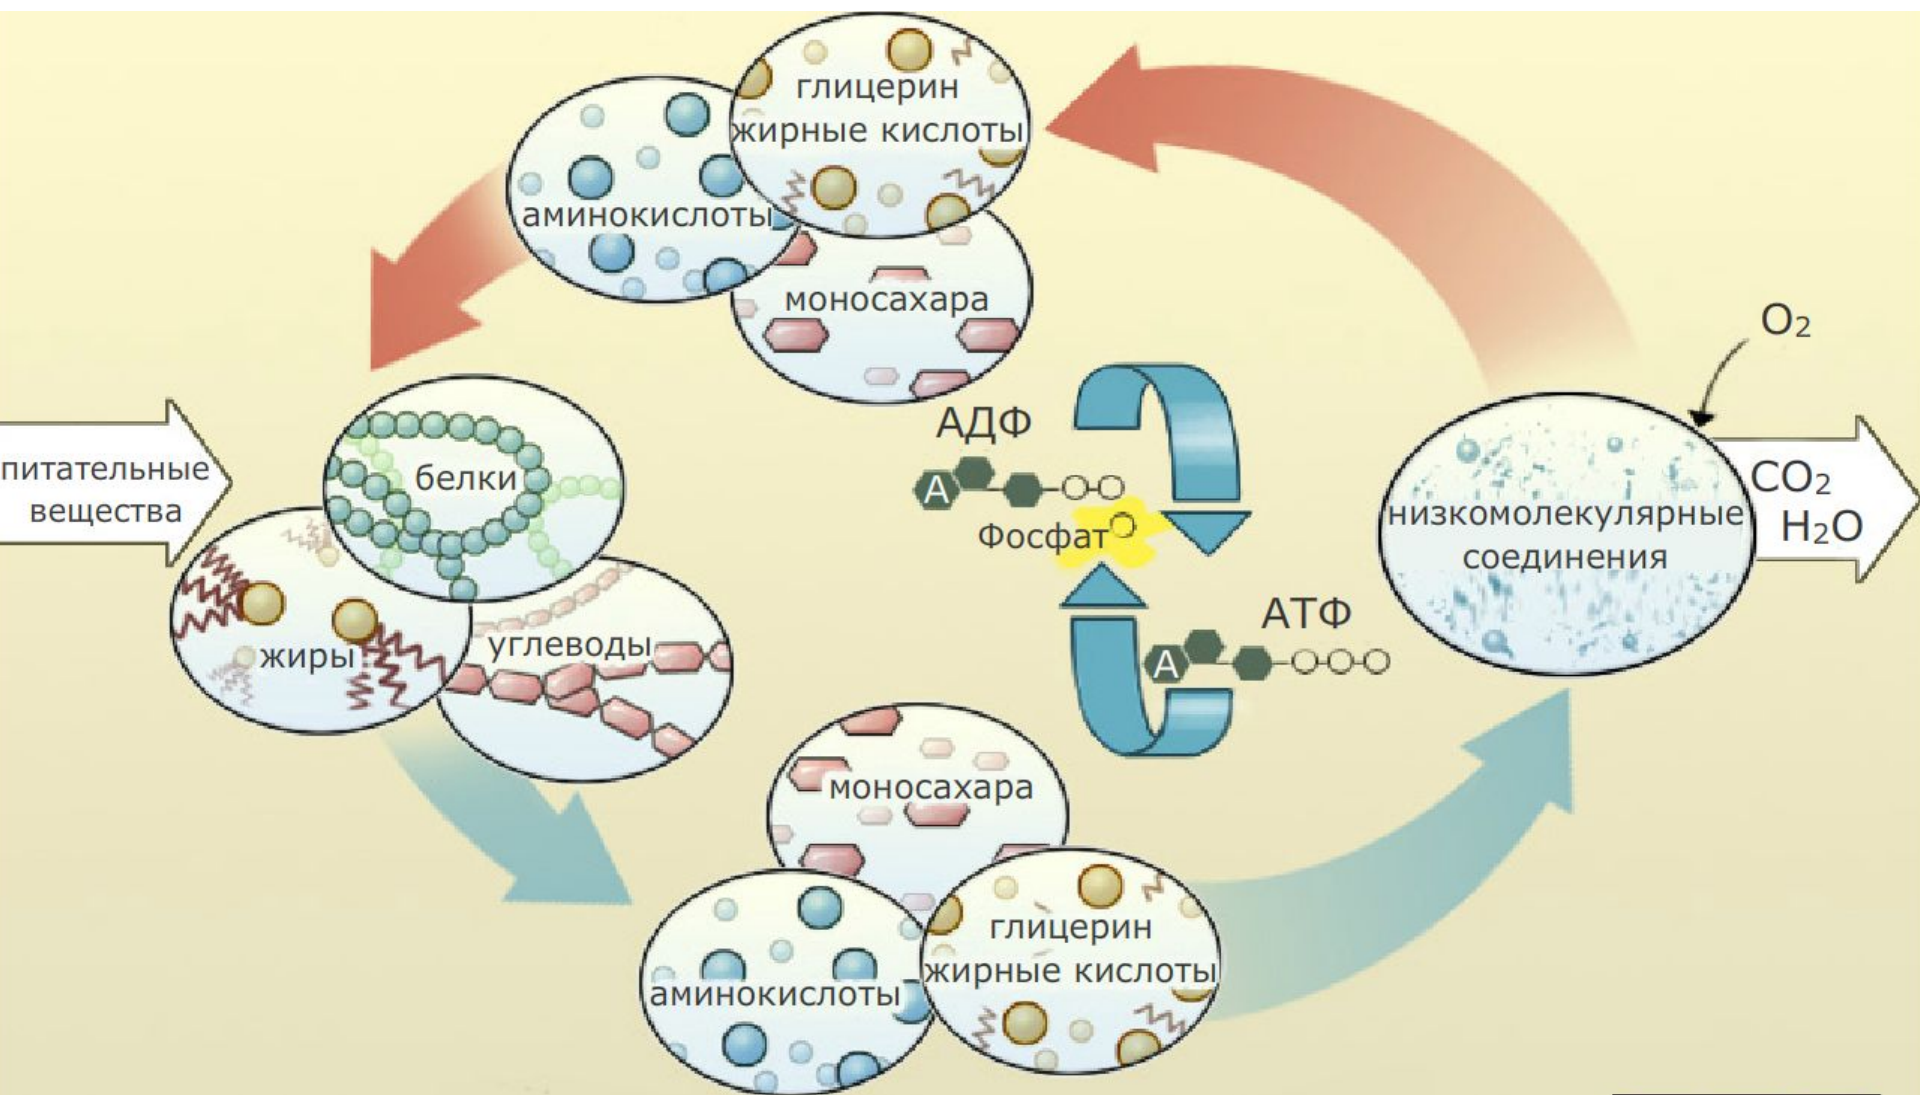 глицерин
жирные кислоты
аминокислоты
моносахара
O₂
питательные
вещества
белки
жиры
углеводы
АДФ
А
Фосфат
АТФ
А
низкомолекулярные
соединения
CO₂
H₂O
моносахара
аминокислоты
глицерин
жирные кислоты